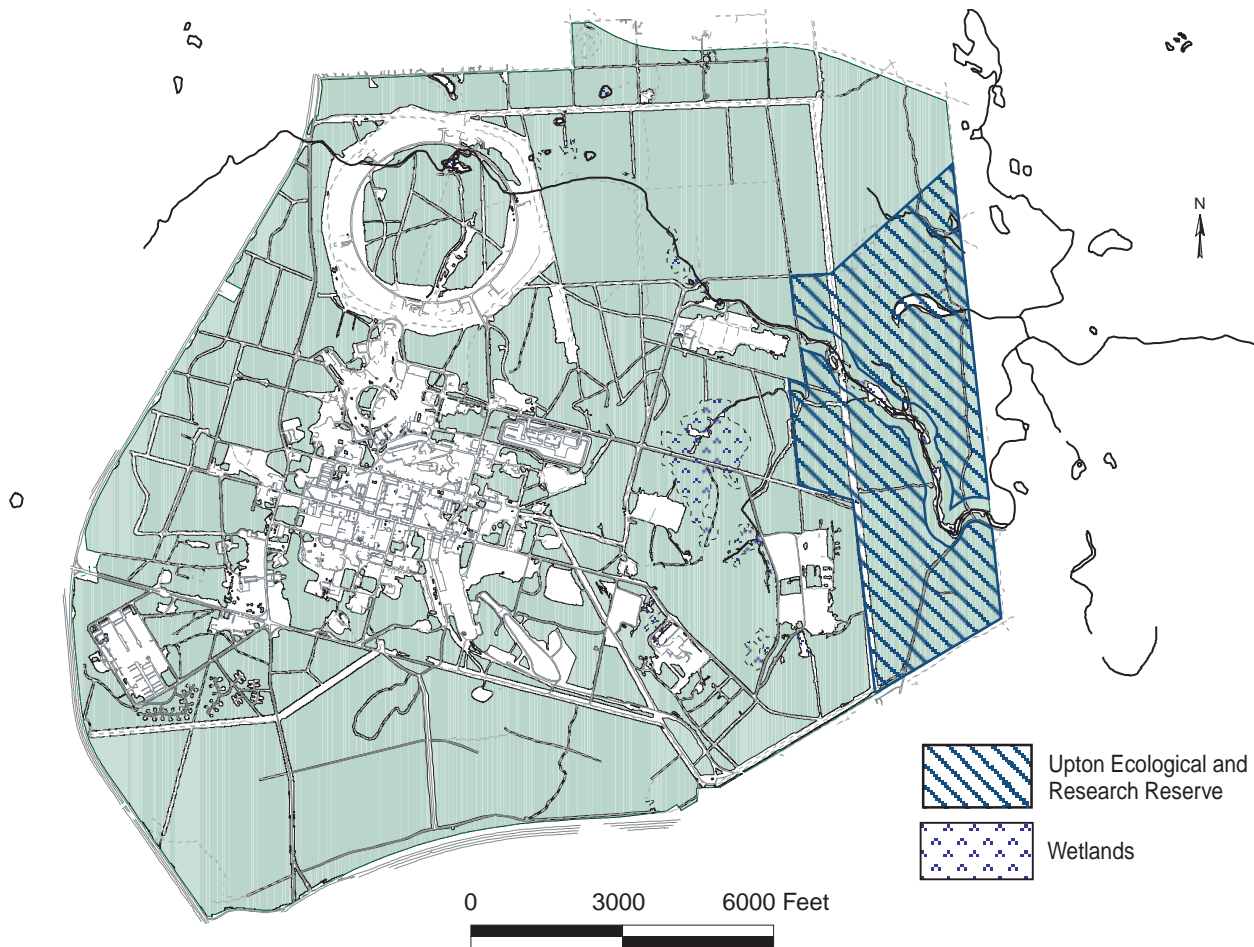 N
Upton Ecological and
Research Reserve
Wetlands
0 3000 6000 Feet